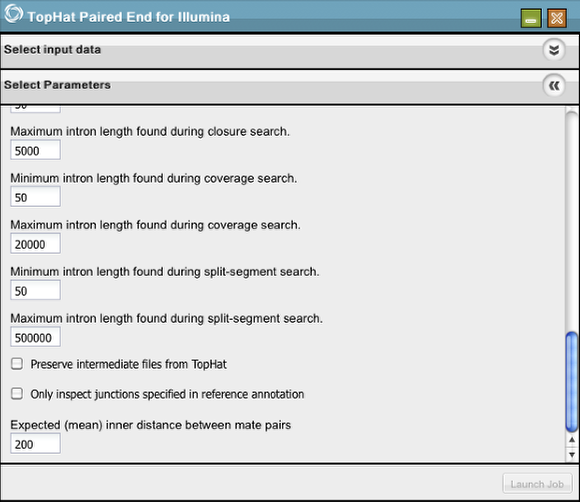 TopHat Paired End for Illumina
Select input data
Select Parameters
Maximum intron length found during closure search.
5000
Minimum intron length found during coverage search.
50
Maximum intron length found during coverage search.
20000
Minimum intron length found during split-segment search.
50
Maximum intron length found during split-segment search.
500000
Preserve intermediate files from TopHat
Only inspect junctions specified in reference annotation
Expected (mean) inner distance between mate pairs
200
Launch Job